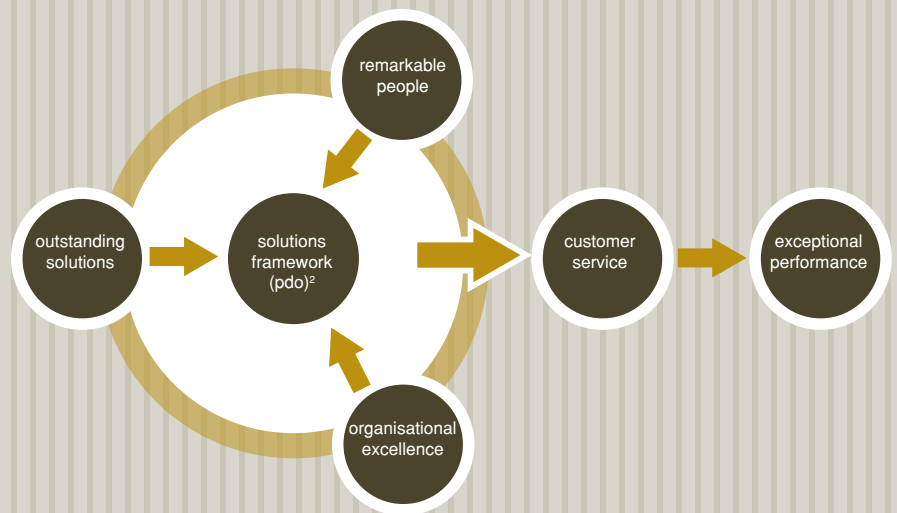 remarkable
people
outstanding
solutions
solutions
framework
(pdo)²
customer
service
exceptional
performance
organisational
excellence